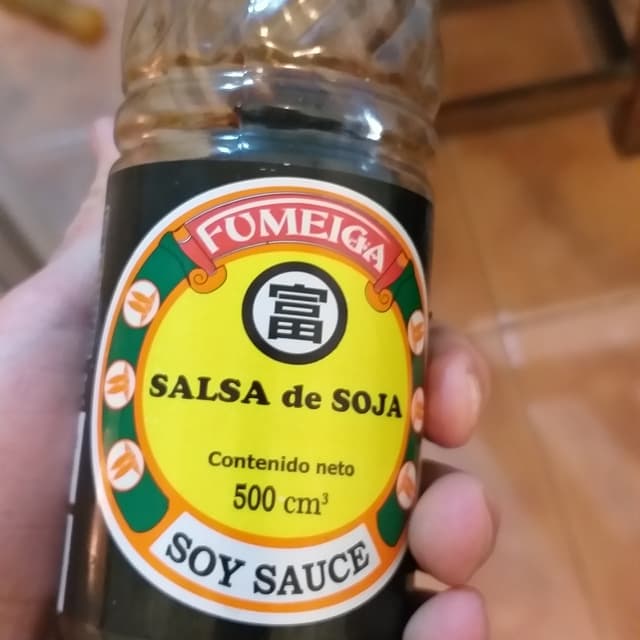 FUMEIGA
富
SALSA de SOJA
Contenido neto
500 cm³
SOY SAUCE